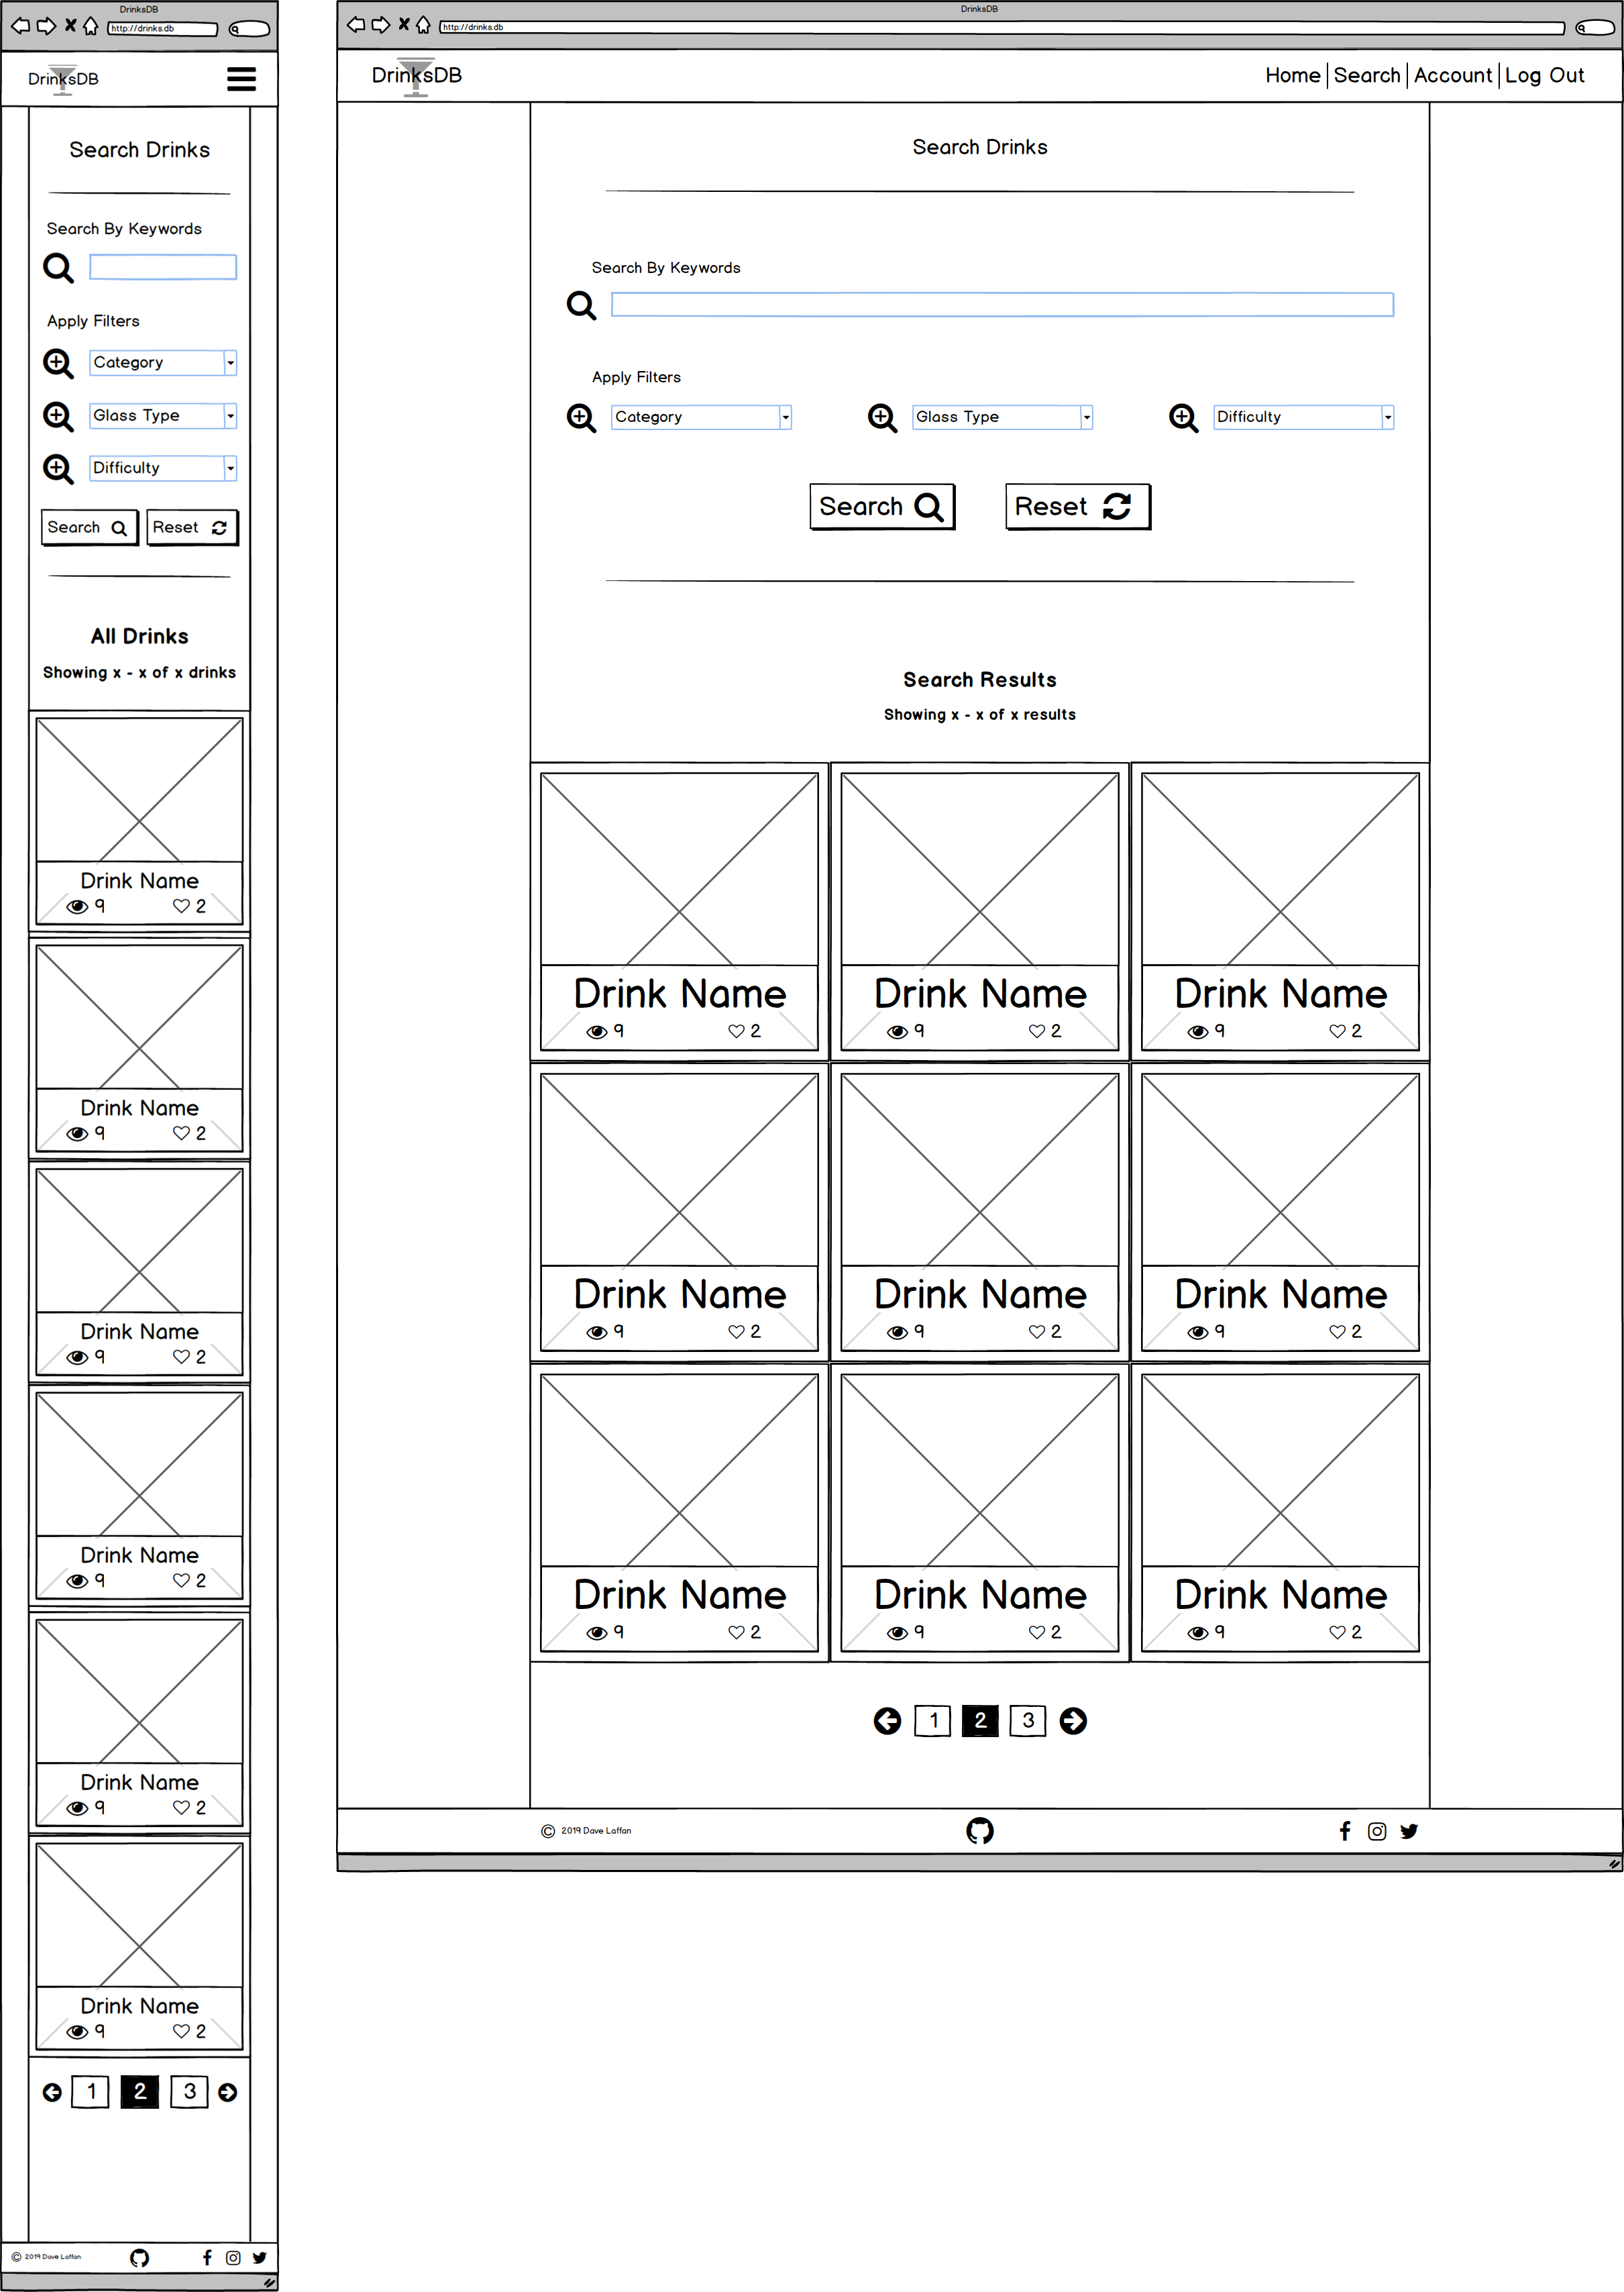 DrinksDB
http://drinks.db
DrinksDB
Search Drinks
Search By Keywords
Apply Filters
Category
Glass Type
Difficulty
Search
Reset
All Drinks
Showing x - x of x drinks
Drink Name
9 2
Drink Name
9 2
Drink Name
9 2
Drink Name
9 2
Drink Name
9 2
Drink Name
9 2
1 2 3
© 2019 Dave Laffan
DrinksDB
http://drinks.db
DrinksDB
Home Search Account Log Out
Search Drinks
Search By Keywords
Apply Filters
Category Glass Type Difficulty
Search Reset
Search Results
Showing x - x of x results
Drink Name Drink Name Drink Name
9 2 9 2 9 2
Drink Name Drink Name Drink Name
9 2 9 2 9 2
Drink Name Drink Name Drink Name
9 2 9 2 9 2
1 2 3
© 2019 Dave Laffan